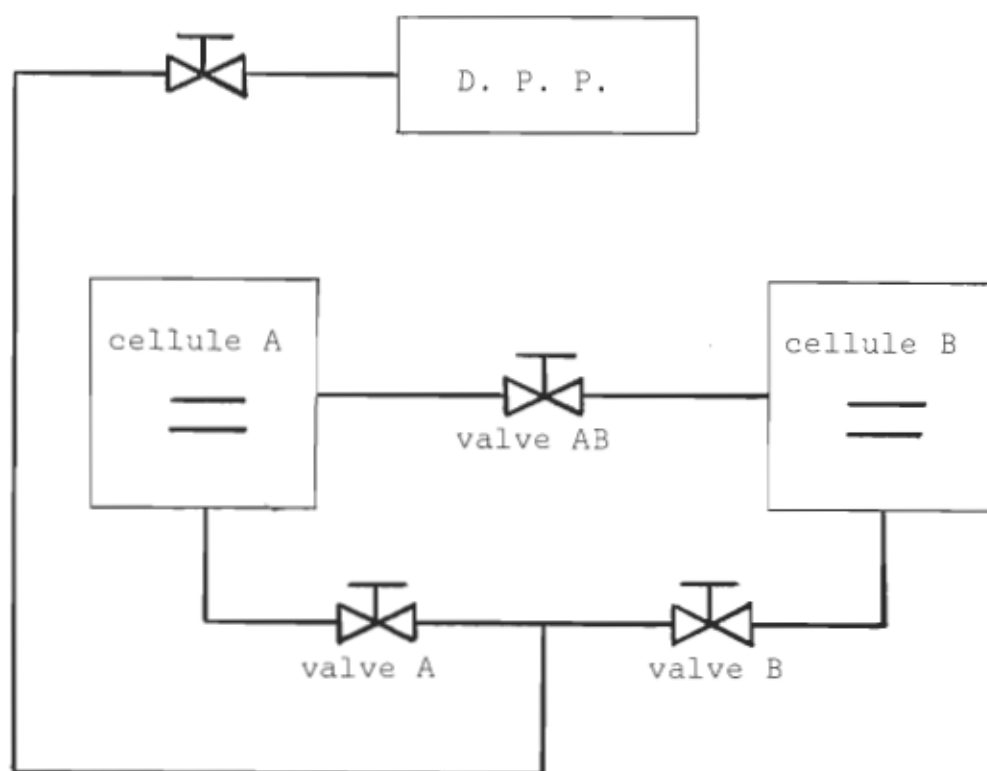 D. P. P.
cellule A
cellule B
valve AB
valve A
valve B